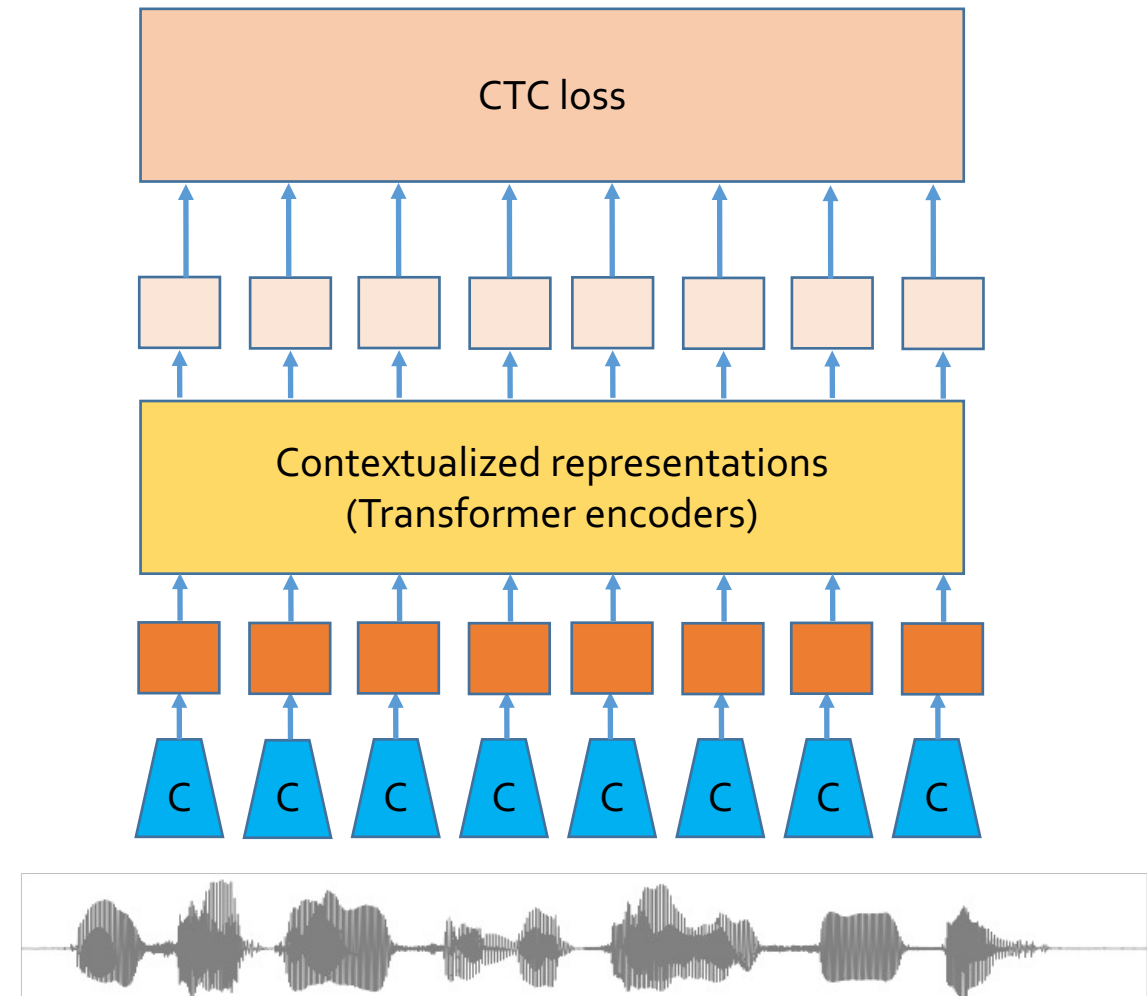 CTC loss
Contextualized representations
(Transformer encoders)
C C C C C C C C